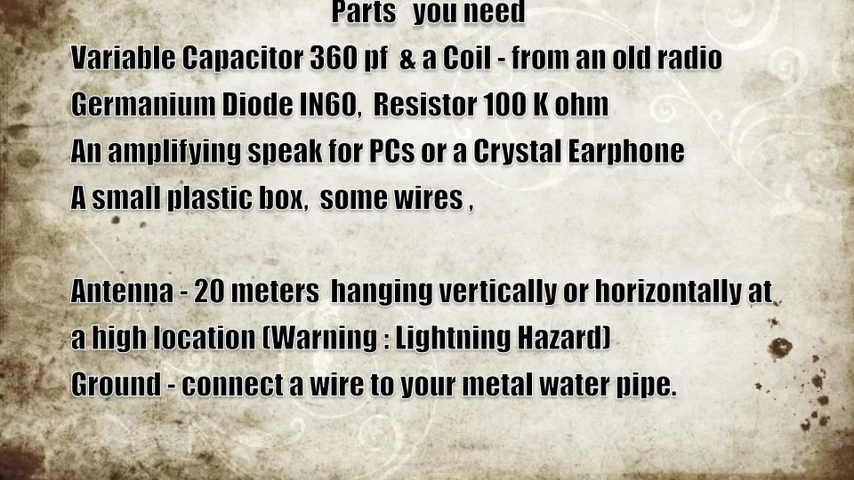 Parts you need
Variable Capacitor 360 pf & a Coil - from an old radio
Germanium Diode IN60, Resistor 100 K ohm
An amplifying speak for PCs or a Crystal Earphone
A small plastic box, some wires ,
Antenna - 20 meters hanging vertically or horizontally at
a high location (Warning : Lightning Hazard)
Ground - connect a wire to your metal water pipe.